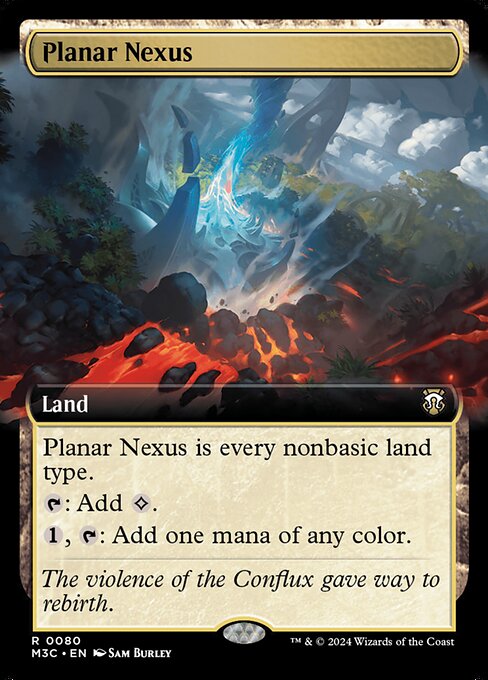 Planar Nexus
Land
Planar Nexus is every nonbasic land
type.
: Add .
1, : Add one mana of any color.
The violence of the Conflux gave way to
rebirth.
R 0080
M3C • EN SAM BURLEY
™ & © 2024 Wizards of the Coast